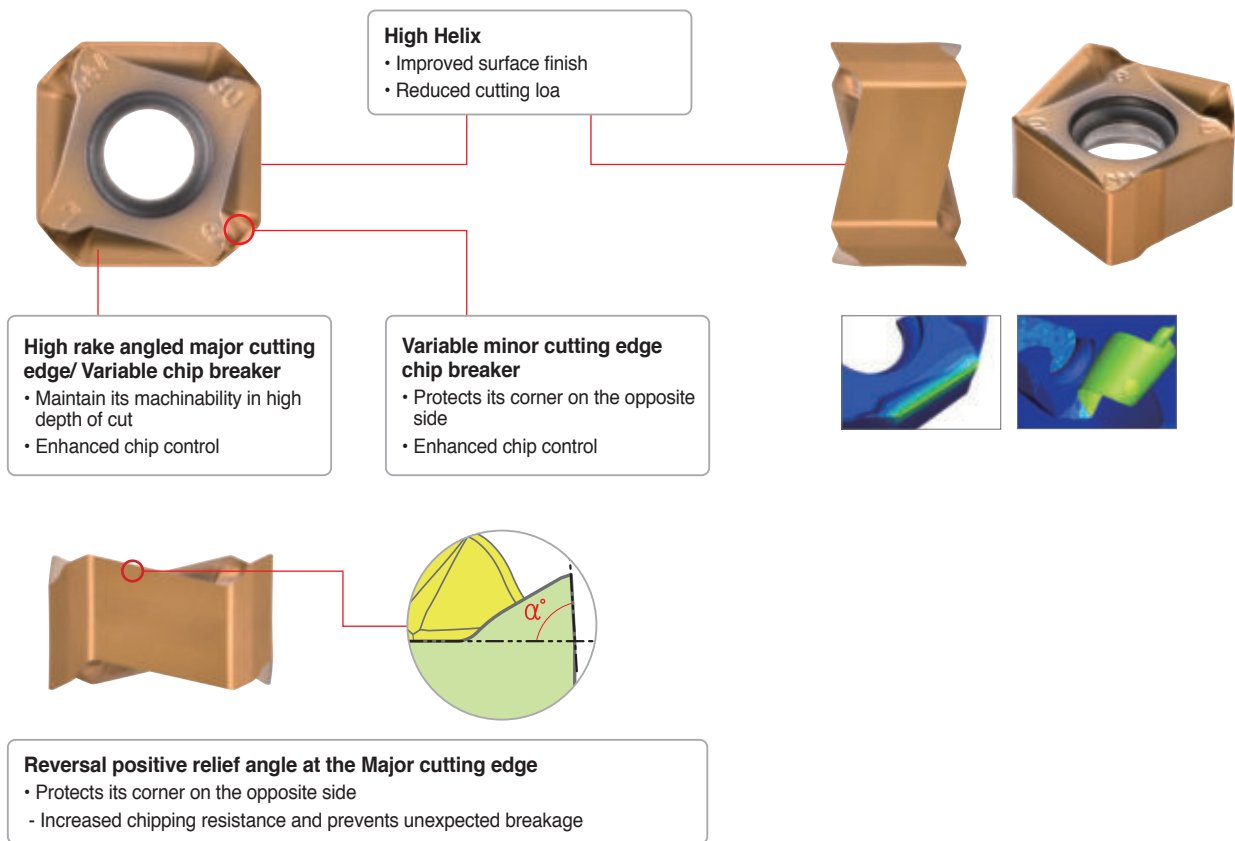 High Helix
• Improved surface finish
• Reduced cutting loa
High rake angled major cutting
edge/ Variable chip breaker
• Maintain its machinability in high
depth of cut
• Enhanced chip control
Variable minor cutting edge
chip breaker
• Protects its corner on the opposite
side
• Enhanced chip control
α°
Reversal positive relief angle at the Major cutting edge
• Protects its corner on the opposite side
- Increased chipping resistance and prevents unexpected breakage